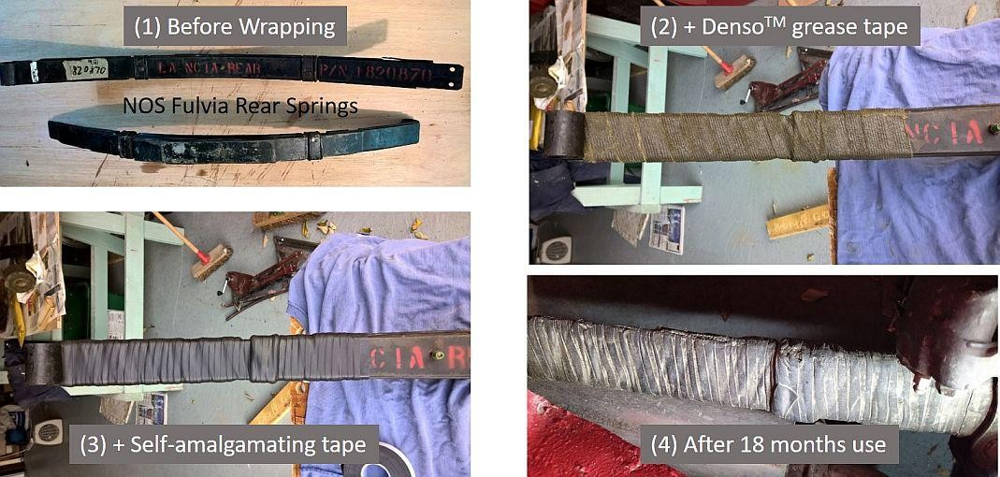 (1) Before Wrapping
820870
LANCIA·REAR
P/N 1820870
NOS Fulvia Rear Springs
(2) + Denso™ grease tape
NCIA
(3) + Self-amalgamating tape
CIA R
(4) After 18 months use